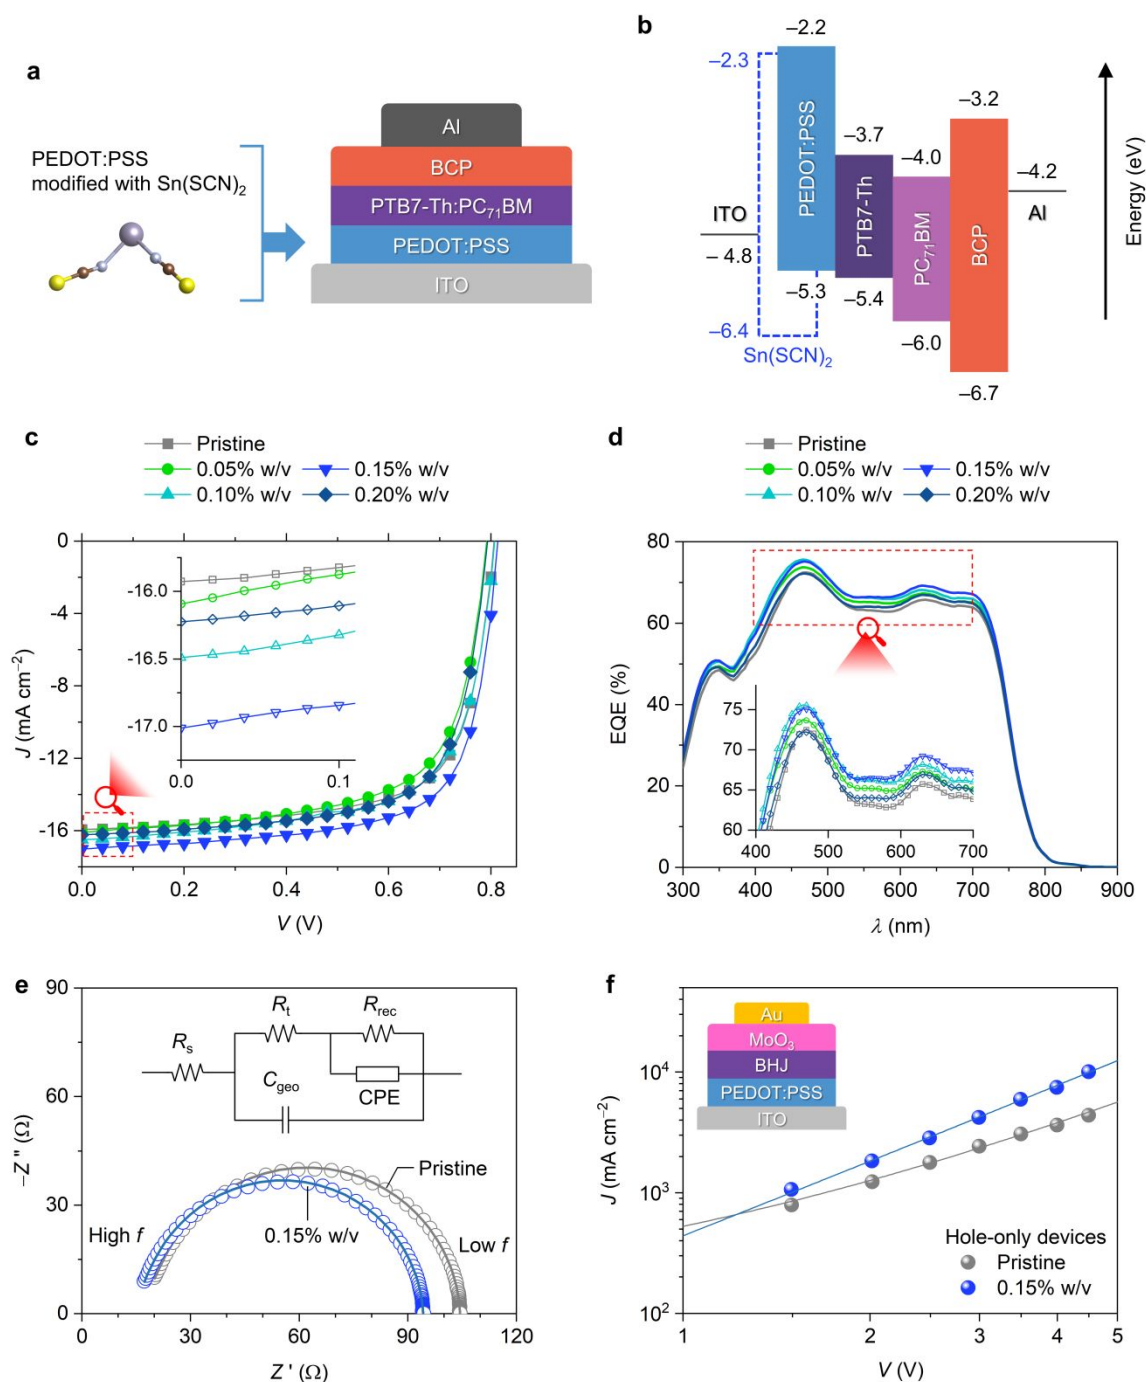 a
PEDOT:PSS
modified with Sn(SCN)₂
Al
BCP
PTB7-Th:PC₇₁BM
PEDOT:PSS
ITO
b
−2.2
−2.3
−3.2
−3.7
−4.0
−4.2
ITO
Al
−4.8
PEDOT:PSS
PTB7-Th
PC₇₁BM
BCP
−5.3
−5.4
−6.0
−6.4
Sn(SCN)₂
−6.7
Energy (eV)
c
Pristine
0.05% w/v
0.15% w/v
0.10% w/v
0.20% w/v
0
-4
-8
-12
-16
J (mA cm⁻²)
-16.0
-16.5
-17.0
0.0
0.1
0.0
0.2
0.4
0.6
0.8
V (V)
d
Pristine
0.05% w/v
0.15% w/v
0.10% w/v
0.20% w/v
80
60
40
20
0
EQE (%)
75
70
65
60
400
500
600
700
300
400
500
600
700
800
900
λ (nm)
e
90
60
30
0
−Z'' (Ω)
Rₛ
Rₜ
R_rec
C_geo
CPE
Pristine
0.15% w/v
High f
Low f
0
30
60
90
120
Z' (Ω)
f
Au
MoO₃
BHJ
PEDOT:PSS
ITO
10⁴
10³
10²
J (mA cm⁻²)
Hole-only devices
Pristine
0.15% w/v
1
2
3
4
5
V (V)